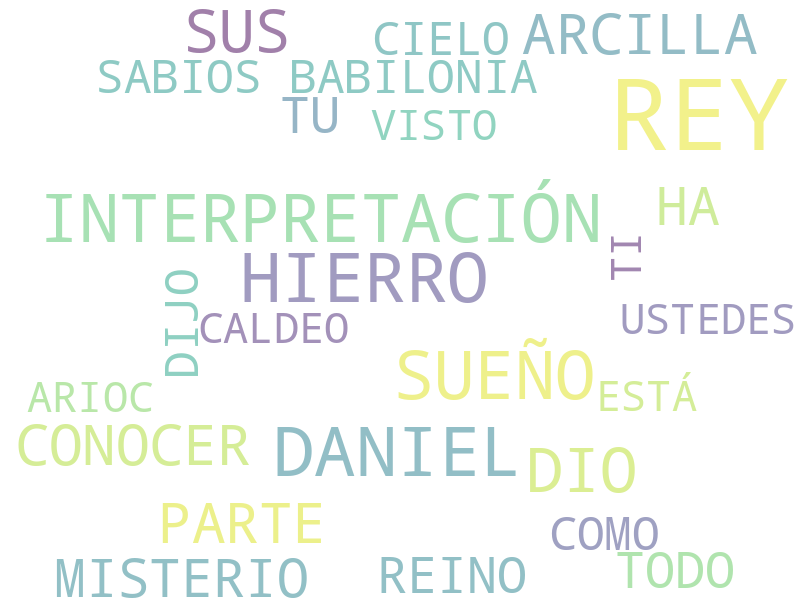 SUS CIELO ARCILLA
SABIOS BABILONIA
TU VISTO REY
INTERPRETACIÓN HA
HIERRO TI
DIJO CALDEO USTEDES
SUEÑO
ARIOC ESTÁ
CONOCER DANIEL DIO
PARTE COMO
MISTERIO REINO TODO